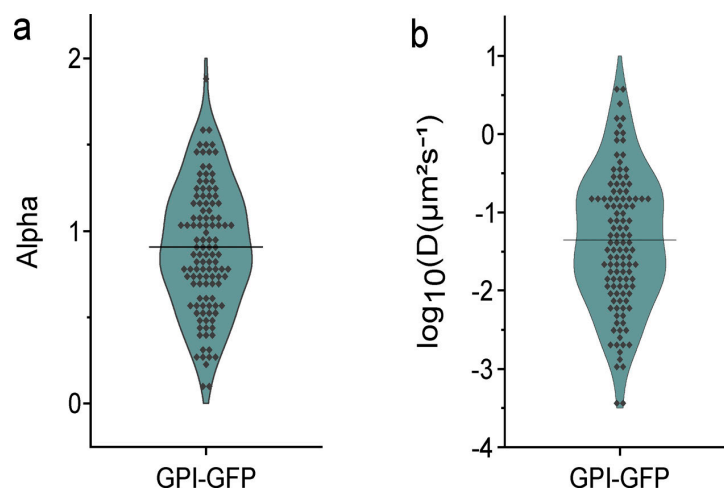 a
2
1
0
Alpha
GPI-GFP
b
1
0
-1
-2
-3
-4
log10(D(μm²s⁻¹)
GPI-GFP